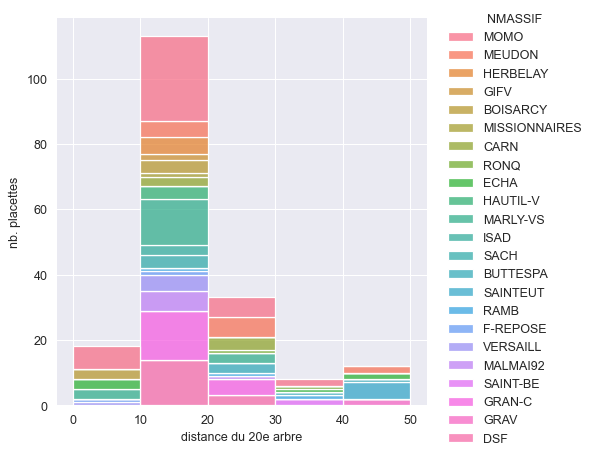 NMASSIF
MOMO
MEUDON
HERBELAY
GIFV
BOISARCY
MISSIONNAIRES
CARN
RONQ
ECHA
HAUTIL-V
MARLY-VS
ISAD
SACH
BUTTESPA
SAINTEUT
RAMB
F-REPOSE
VERSAILL
MALMAI92
SAINT-BE
GRAN-C
GRAV
DSF
nb. placettes
100
80
60
40
20
0
0 10 20 30 40 50
distance du 20e arbre